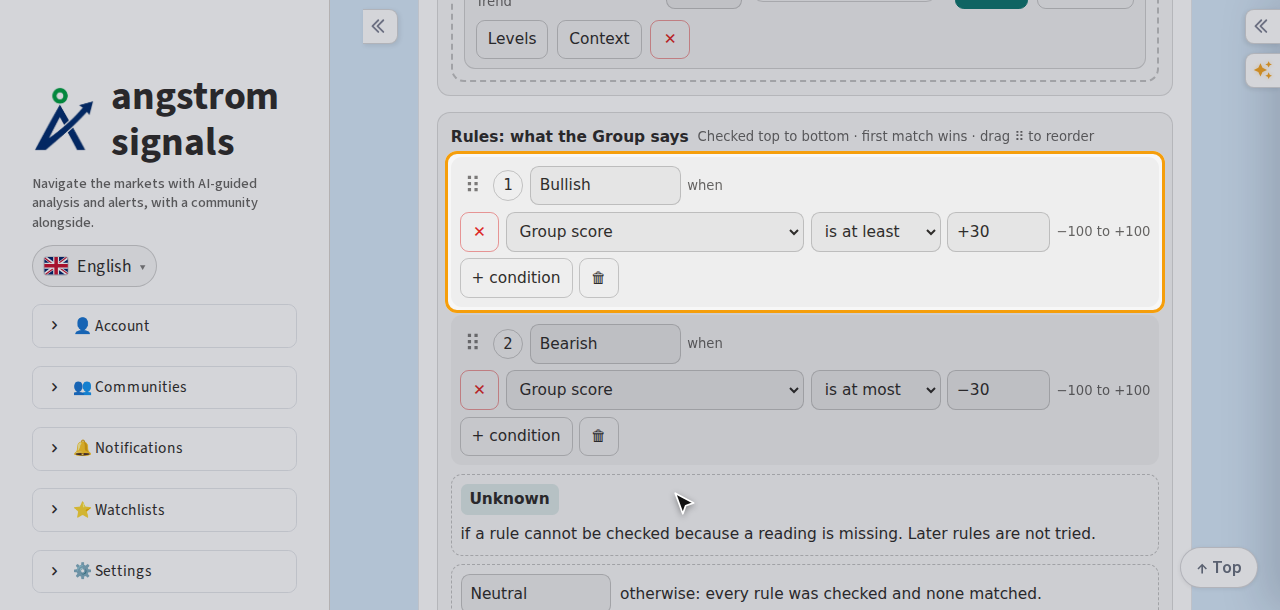 Trend
Levels
Context
✕
angstrom
signals
Navigate the markets with AI-guided
analysis and alerts, with a community
alongside.
English ▾
👤 Account
👥 Communities
🔔 Notifications
⭐ Watchlists
⚙️ Settings
Rules: what the Group says Checked top to bottom · first match wins · drag ⠿ to reorder
1 Bullish when
✕ Group score is at least +30 −100 to +100
+ condition 🗑
2 Bearish when
✕ Group score is at most −30 −100 to +100
+ condition 🗑
Unknown
if a rule cannot be checked because a reading is missing. Later rules are not tried.
Neutral otherwise: every rule was checked and none matched.
↑ Top